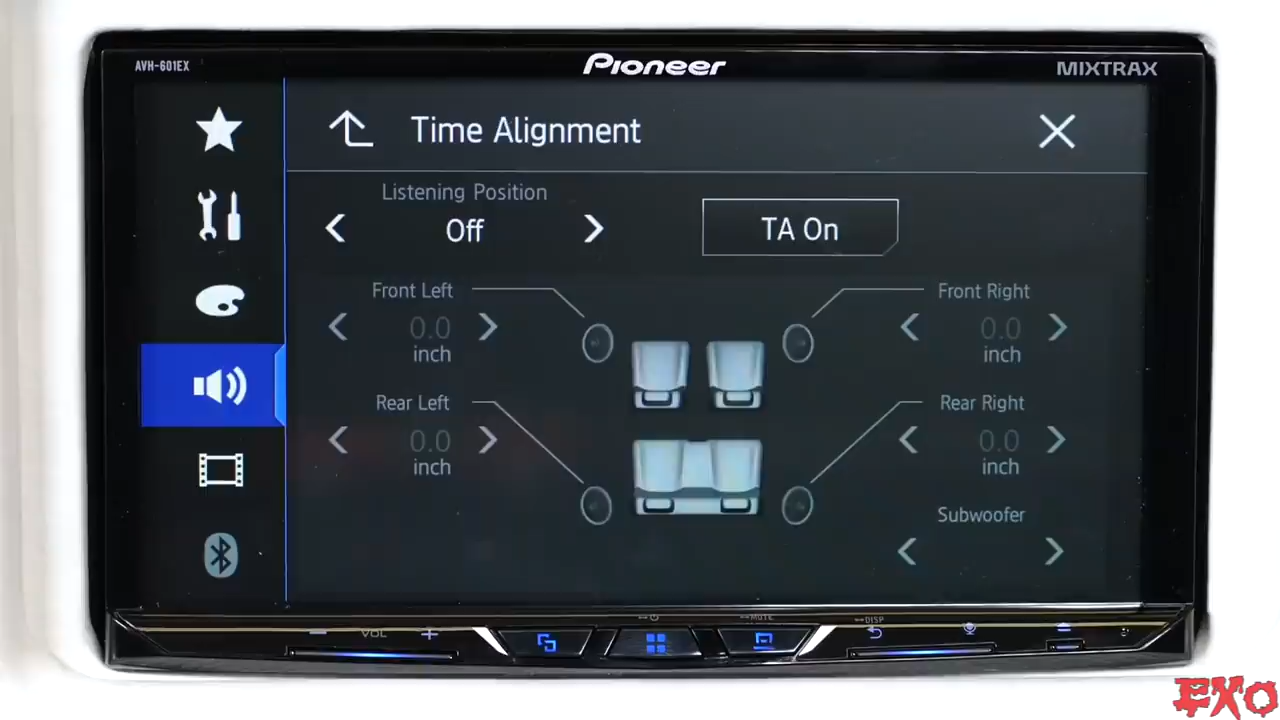 AVH-601EX
Pioneer
MIXTRAX
Time Alignment
Listening Position
Off
TA On
Front Left
0.0
inch
Front Right
0.0
inch
Rear Left
0.0
inch
Rear Right
0.0
inch
Subwoofer
VOL
MUTE
DISP
EXO